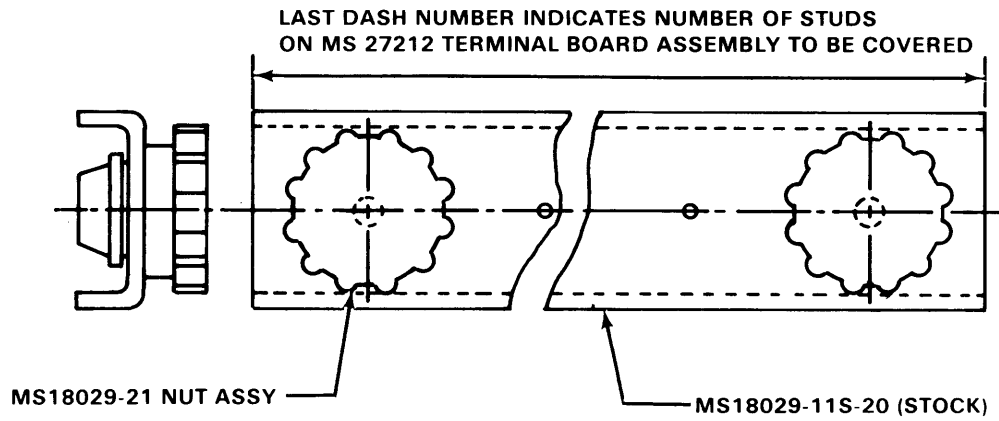 LAST DASH NUMBER INDICATES NUMBER OF STUDS
ON MS 27212 TERMINAL BOARD ASSEMBLY TO BE COVERED
MS18029-21 NUT ASSY
MS18029-11S-20 (STOCK)